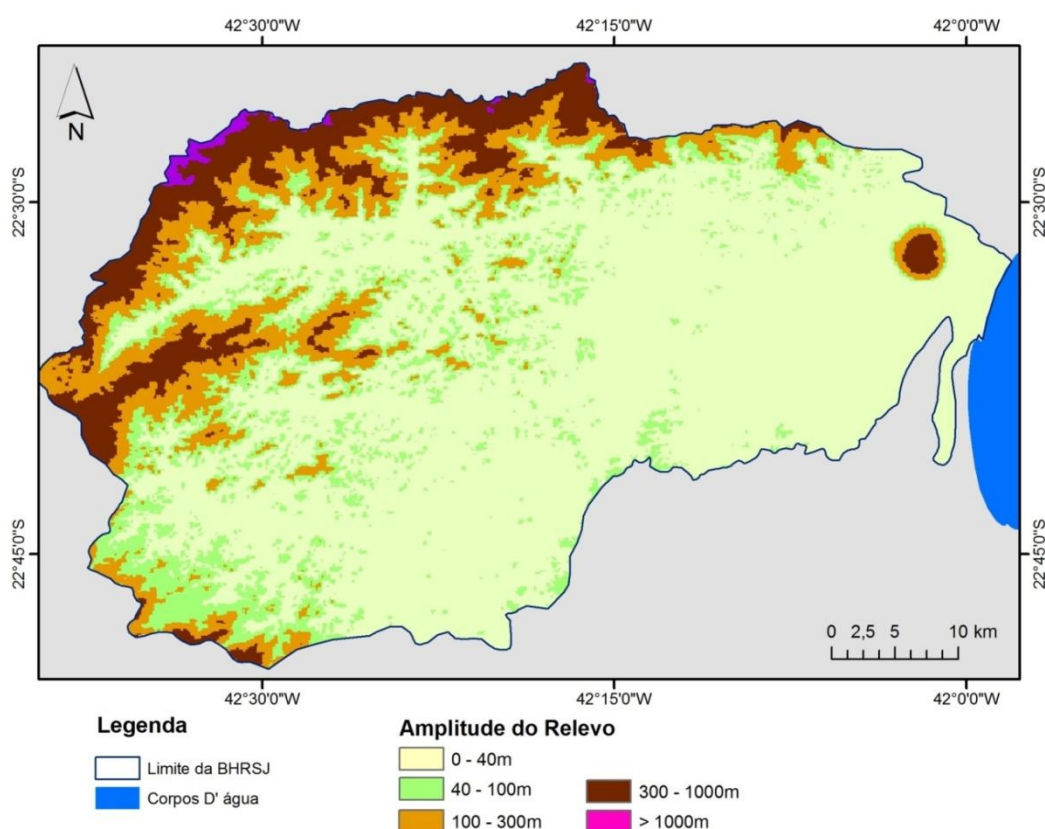 42°30'0"W 42°15'0"W 42°0'0"W
N
22°30'0"S 22°30'0"S
22°45'0"S 22°45'0"S
0 2,5 5 10 km
42°30'0"W 42°15'0"W 42°0'0"W
Legenda
Limite da BHRSJ
Corpos D' água
Amplitude do Relevo
0 - 40m
40 - 100m
100 - 300m
300 - 1000m
> 1000m